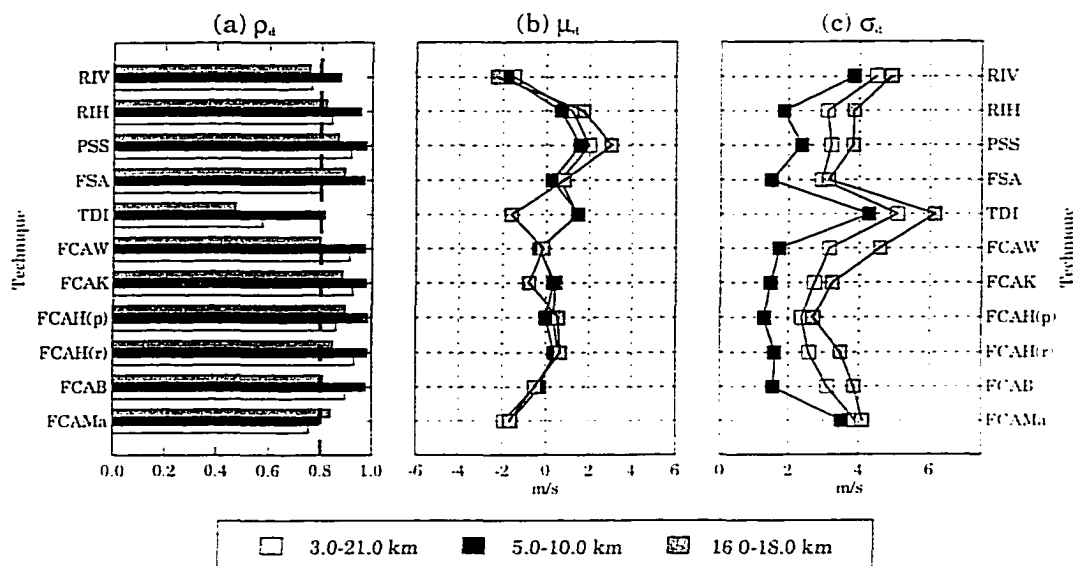 (a) ρd (b) μd (c) σd
Technique
RIV
RIH
PSS
FSA
TDI
FCAW
FCAK
FCAH(p)
FCAH(r)
FCAB
FCAMa
0.0 0.2 0.4 0.6 0.8 1.0
-6 -4 -2 0 2 4 6
m/s
2 4 6
m/s
RIV
RIH
PSS
FSA
TDI
FCAW
FCAK
FCAH(p)
FCAH(r)
FCAB
FCAMa
Technique
3.0-21.0 km 5.0-10.0 km 16 0-18.0 km